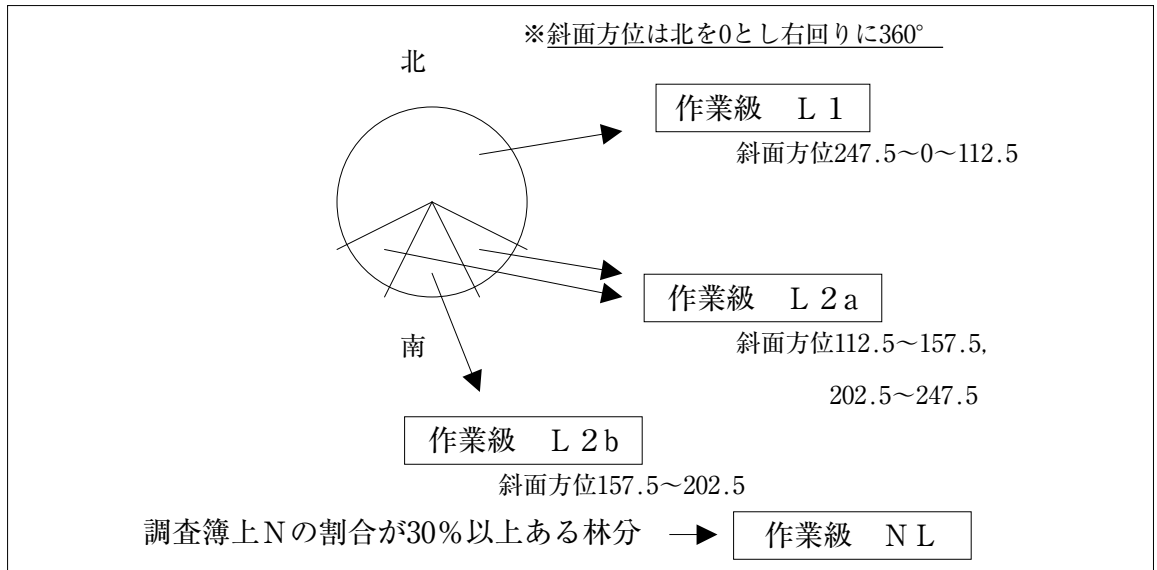 ※斜面方位は北を0とし右回りに360°
北
作業級　L 1
斜面方位247.5～0～112.5
作業級　L 2a
南
斜面方位112.5～157.5,
202.5～247.5
作業級　L 2b
斜面方位157.5～202.5
調査簿上Nの割合が30%以上ある林分
作業級　N L